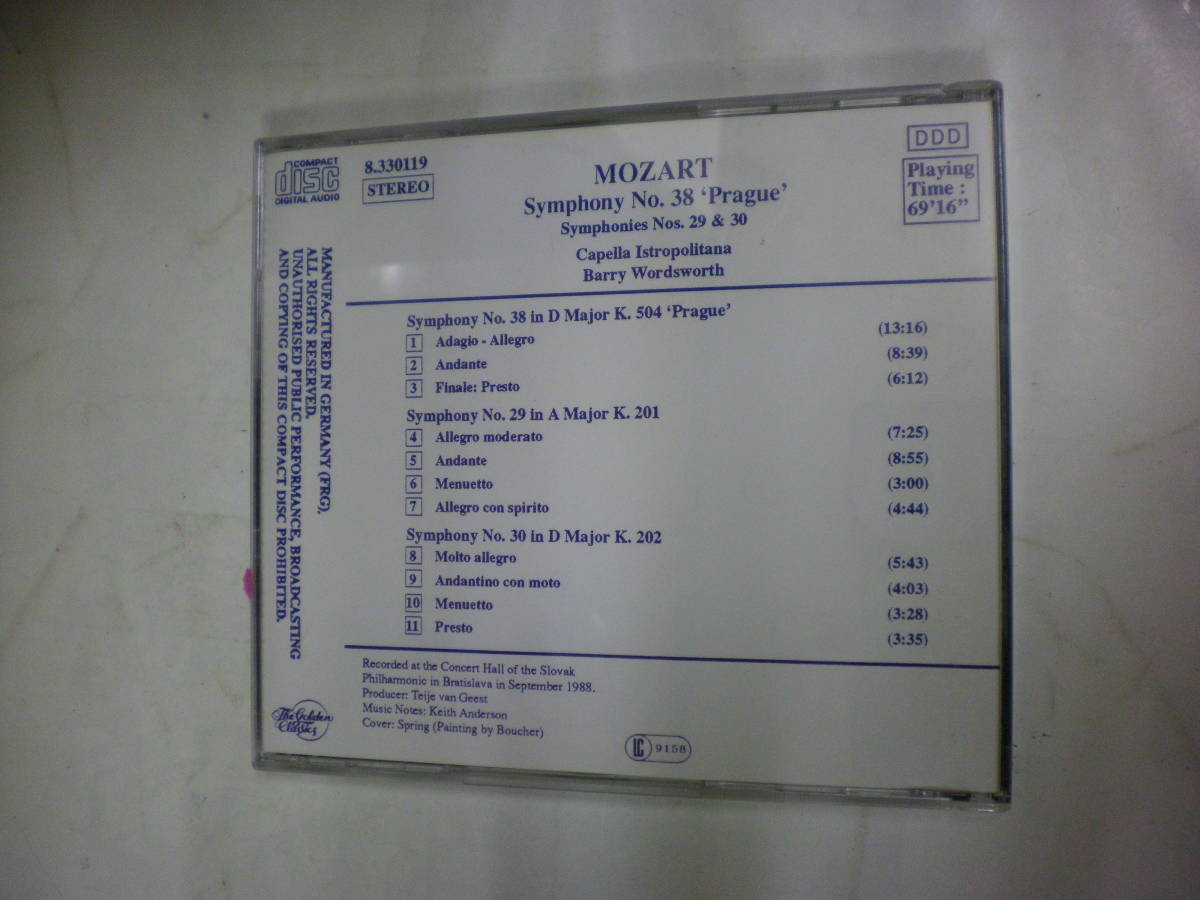 COMPACT
disc
DIGITAL AUDIO
8.330119
STEREO
MOZART
Symphony No. 38 ‘Prague’
Symphonies Nos. 29 & 30
Capella Istropolitana
Barry Wordsworth
DDD
Playing
Time :
69’16”
MANUFACTURED IN GERMANY (FRG).
ALL RIGHTS RESERVED.
UNAUTHORISED PUBLIC PERFORMANCE, BROADCASTING
AND COPYING OF THIS COMPACT DISC PROHIBITED.
Symphony No. 38 in D Major K. 504 ‘Prague’
1 Adagio - Allegro (13:16)
2 Andante (8:39)
3 Finale: Presto (6:12)
Symphony No. 29 in A Major K. 201
4 Allegro moderato (7:25)
5 Andante (8:55)
6 Menuetto (3:00)
7 Allegro con spirito (4:44)
Symphony No. 30 in D Major K. 202
8 Molto allegro (5:43)
9 Andantino con moto (4:03)
10 Menuetto (3:28)
11 Presto (3:35)
Recorded at the Concert Hall of the Slovak
Philharmonic in Bratislava in September 1988.
Producer: Teije van Geest
Music Notes: Keith Anderson
Cover: Spring (Painting by Boucher)
The Golden
Classics
LC 9158